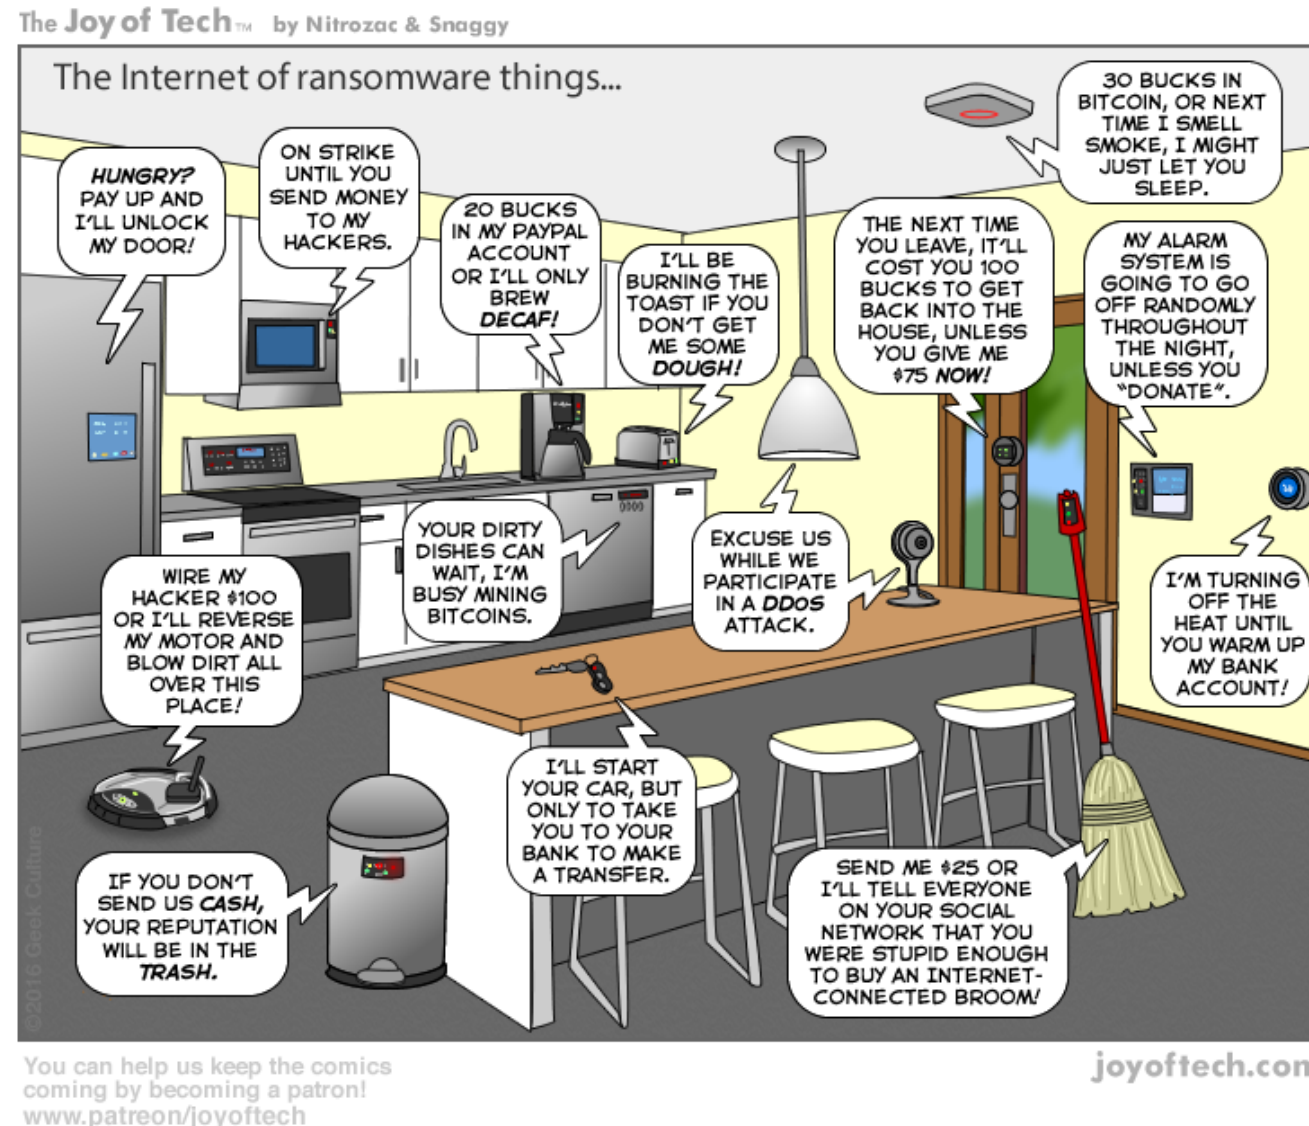 The Joy of Tech™ by Nitrozac & Snaggy
The Internet of ransomware things...
HUNGRY?
PAY UP AND
I'LL UNLOCK
MY DOOR!
ON STRIKE
UNTIL YOU
SEND MONEY
TO MY
HACKERS.
20 BUCKS
IN MY PAYPAL
ACCOUNT
OR I'LL ONLY
BREW
DECAF!
I'LL BE
BURNING THE
TOAST IF YOU
DON'T GET
ME SOME
DOUGH!
THE NEXT TIME
YOU LEAVE, IT'LL
COST YOU 100
BUCKS TO GET
BACK INTO THE
HOUSE, UNLESS
YOU GIVE ME
$75 NOW!
30 BUCKS IN
BITCOIN, OR NEXT
TIME I SMELL
SMOKE, I MIGHT
JUST LET YOU
SLEEP.
MY ALARM
SYSTEM IS
GOING TO GO
OFF RANDOMLY
THROUGHOUT
THE NIGHT,
UNLESS YOU
"DONATE".
WIRE MY
HACKER $100
OR I'LL REVERSE
MY MOTOR AND
BLOW DIRT ALL
OVER THIS
PLACE!
YOUR DIRTY
DISHES CAN
WAIT, I'M
BUSY MINING
BITCOINS.
EXCUSE US
WHILE WE
PARTICIPATE
IN A DDOS
ATTACK.
I'M TURNING
OFF THE
HEAT UNTIL
YOU WARM UP
MY BANK
ACCOUNT!
IF YOU DON'T
SEND US CASH,
YOUR REPUTATION
WILL BE IN THE
TRASH.
I'LL START
YOUR CAR, BUT
ONLY TO TAKE
YOU TO YOUR
BANK TO MAKE
A TRANSFER.
SEND ME $25 OR
I'LL TELL EVERYONE
ON YOUR SOCIAL
NETWORK THAT YOU
WERE STUPID ENOUGH
TO BUY AN INTERNET-
CONNECTED BROOM!
©2016 Geek Culture
You can help us keep the comics
coming by becoming a patron!
www.patreon/joyoftech
joyoftech.com